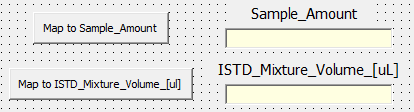 Sample_Amount
Map to Sample_Amount
ISTD_Mixture_Volume_[uL]
Map to ISTD_Mixture_Volume_[ul]